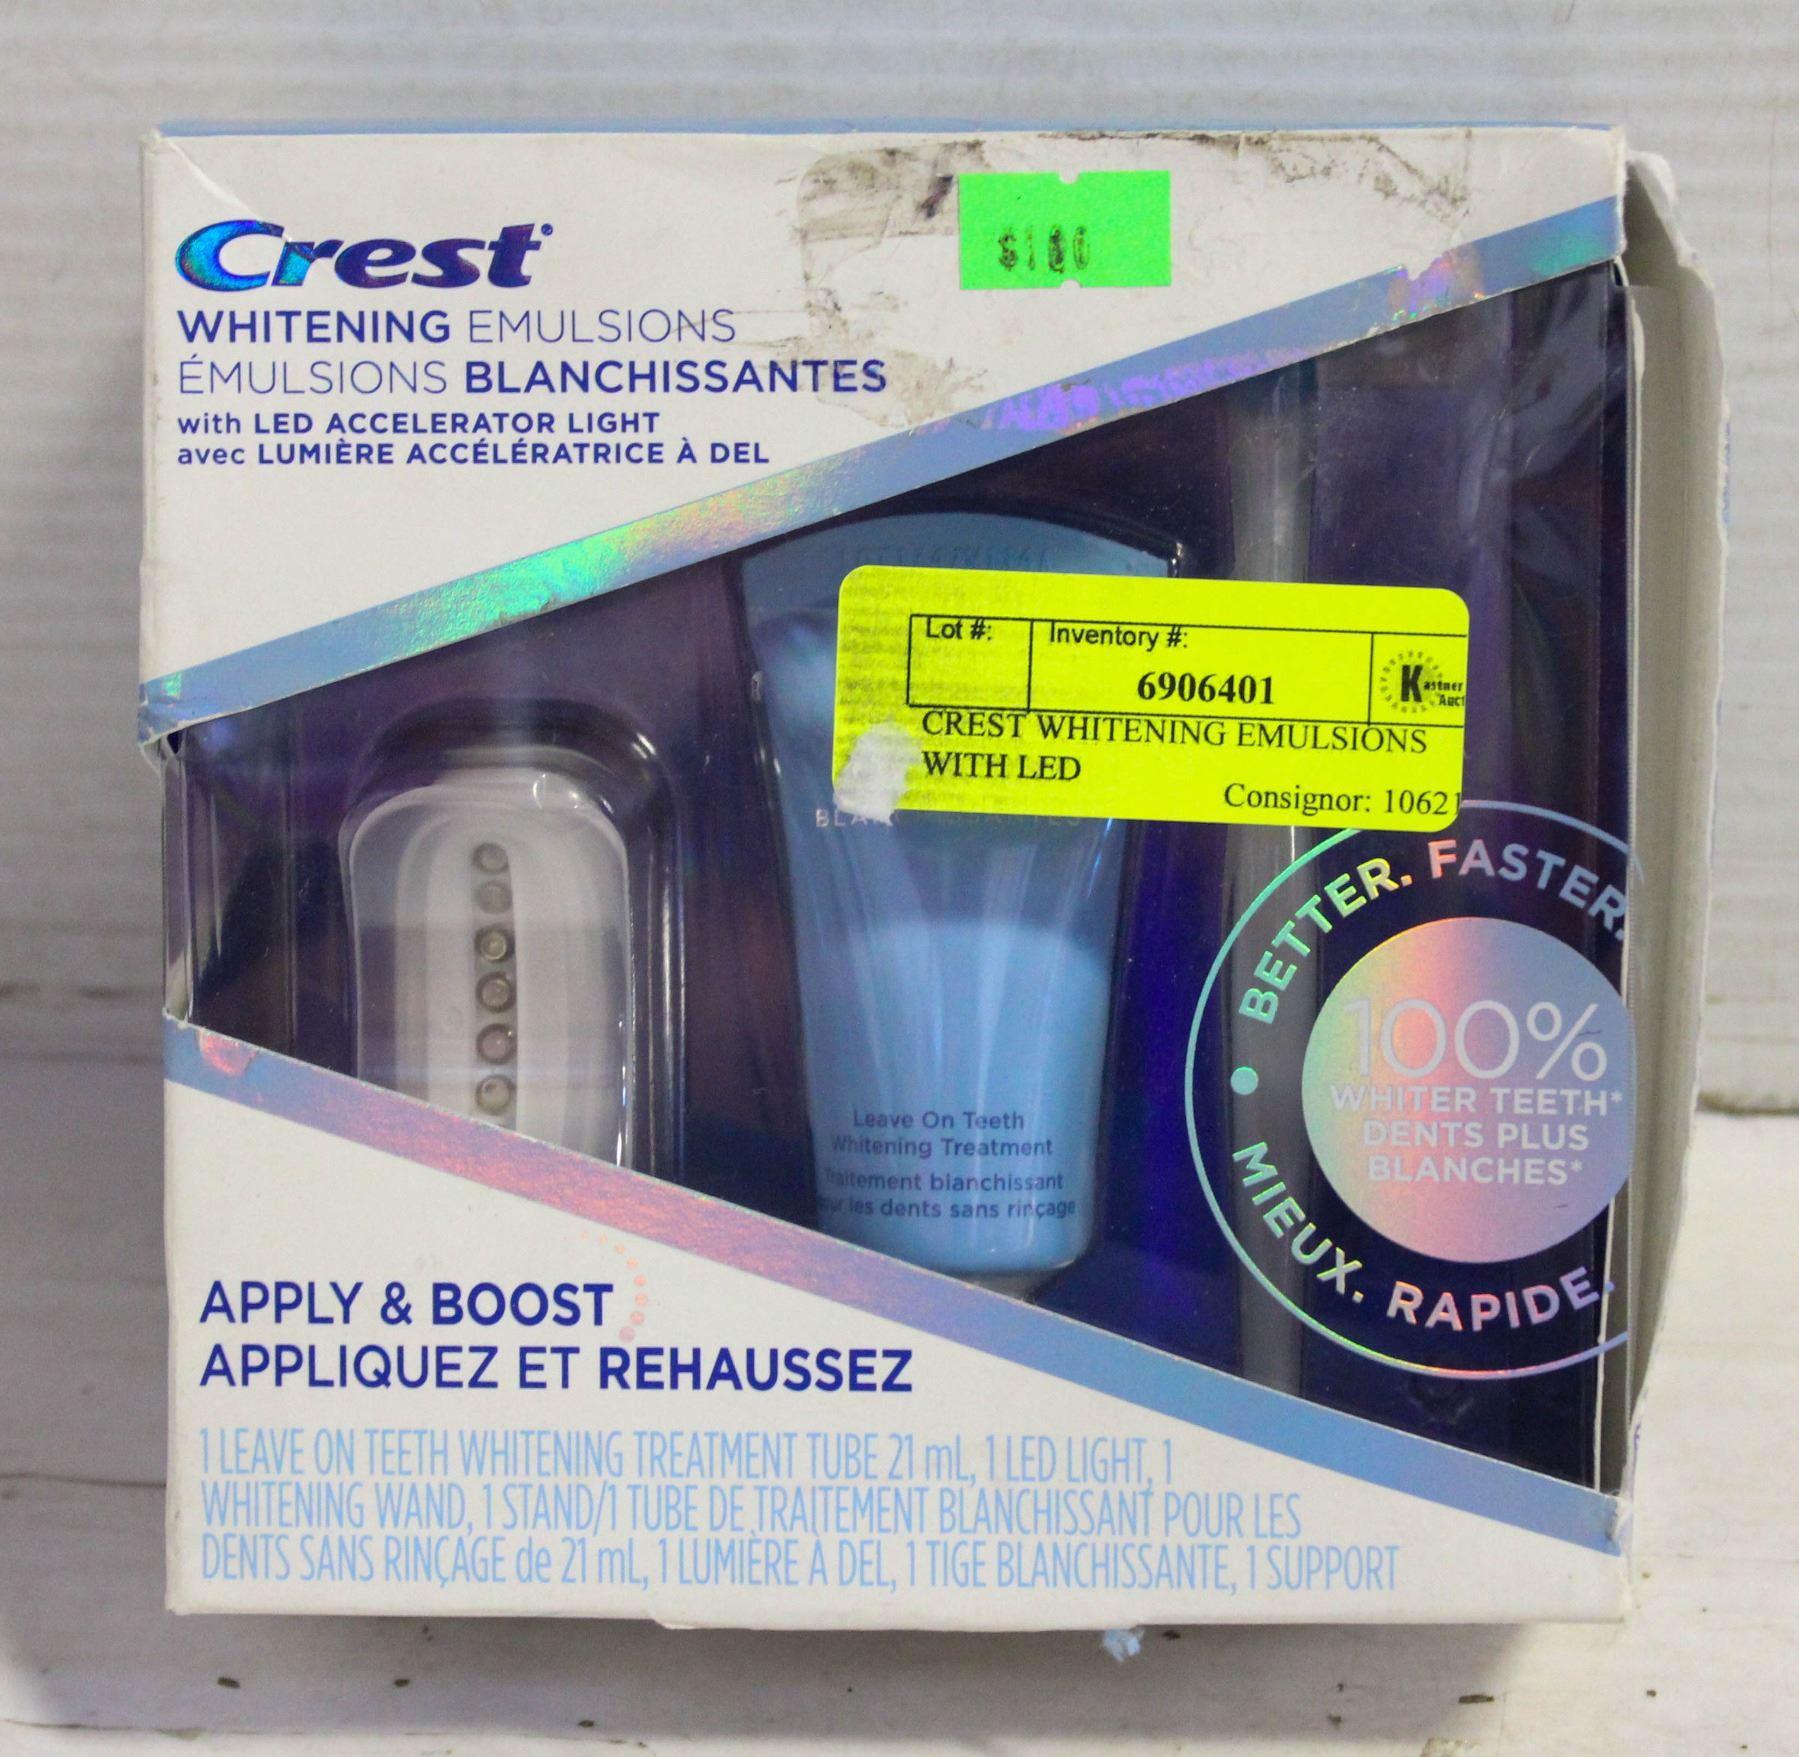 Crest
WHITENING EMULSIONS
ÉMULSIONS BLANCHISSANTES
with LED ACCELERATOR LIGHT
avec LUMIÈRE ACCÉLÉRATRICE À DEL
Lot #: Inventory #:
6906401
Kastner
Auct
CREST WHITENING EMULSIONS
WITH LED
Consignor: 10621
BETTER. FASTER.
100%
WHITER TEETH*
DENTS PLUS
BLANCHES*
MIEUX. RAPIDE.
Leave On Teeth
Whitening Treatment
Traitement blanchissant
les dents sans rinçage
APPLY & BOOST
APPLIQUEZ ET REHAUSSEZ
1 LEAVE ON TEETH WHITENING TREATMENT TUBE 21 mL, 1 LED LIGHT, 1
WHITENING WAND, 1 STAND/1 TUBE DE TRAITEMENT BLANCHISSANT POUR LES
DENTS SANS RINÇAGE de 21 mL, 1 LUMIÈRE À DEL, 1 TIGE BLANCHISSANTE, 1 SUPPORT